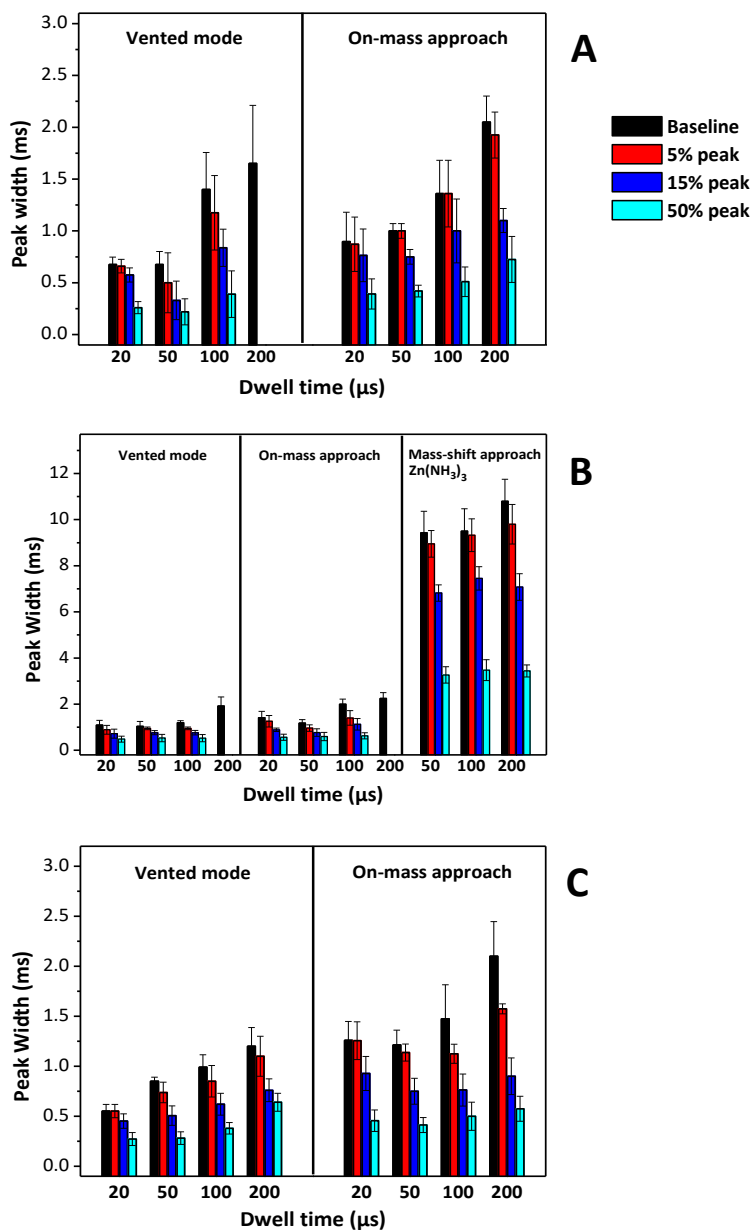 Vented mode
On-mass approach
A
Peak width (ms)
3.0
2.5
2.0
1.5
1.0
0.5
0.0
20 50 100 200 20 50 100 200
Dwell time (µs)
Baseline
5% peak
15% peak
50% peak
Vented mode
On-mass approach
Mass-shift approach
Zn(NH₃)₃
B
Peak Width (ms)
12
10
8
6
4
2
0
20 50 100 200 20 50 100 200 50 100 200
Dwell time (µs)
Vented mode
On-mass approach
C
Peak Width (ms)
3.0
2.5
2.0
1.5
1.0
0.5
0.0
20 50 100 200 20 50 100 200
Dwell time (µs)